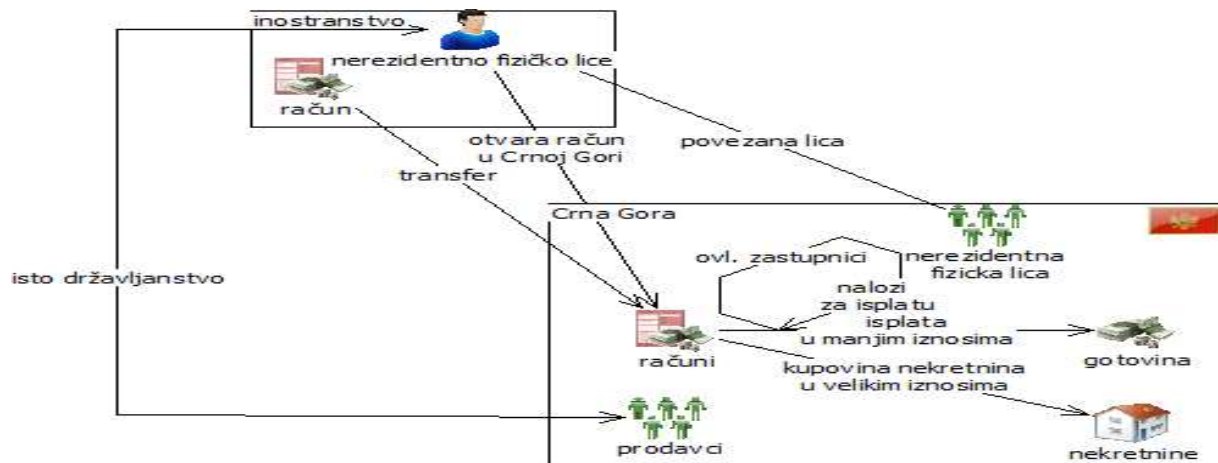 inostranstvo
nerezidentno fizičko lice
račun
otvara račun
u Crnoj Gori
transfer
povezana lica
Crna Gora
isto državljanstvo
ovl. zastupnici
nerezidentna
fizicka lica
nalozi
za isplatu
isplata
u manjim iznosima
računi
gotovina
kupovina nekretnina
u velikim iznosima
prodavci
nekretnine